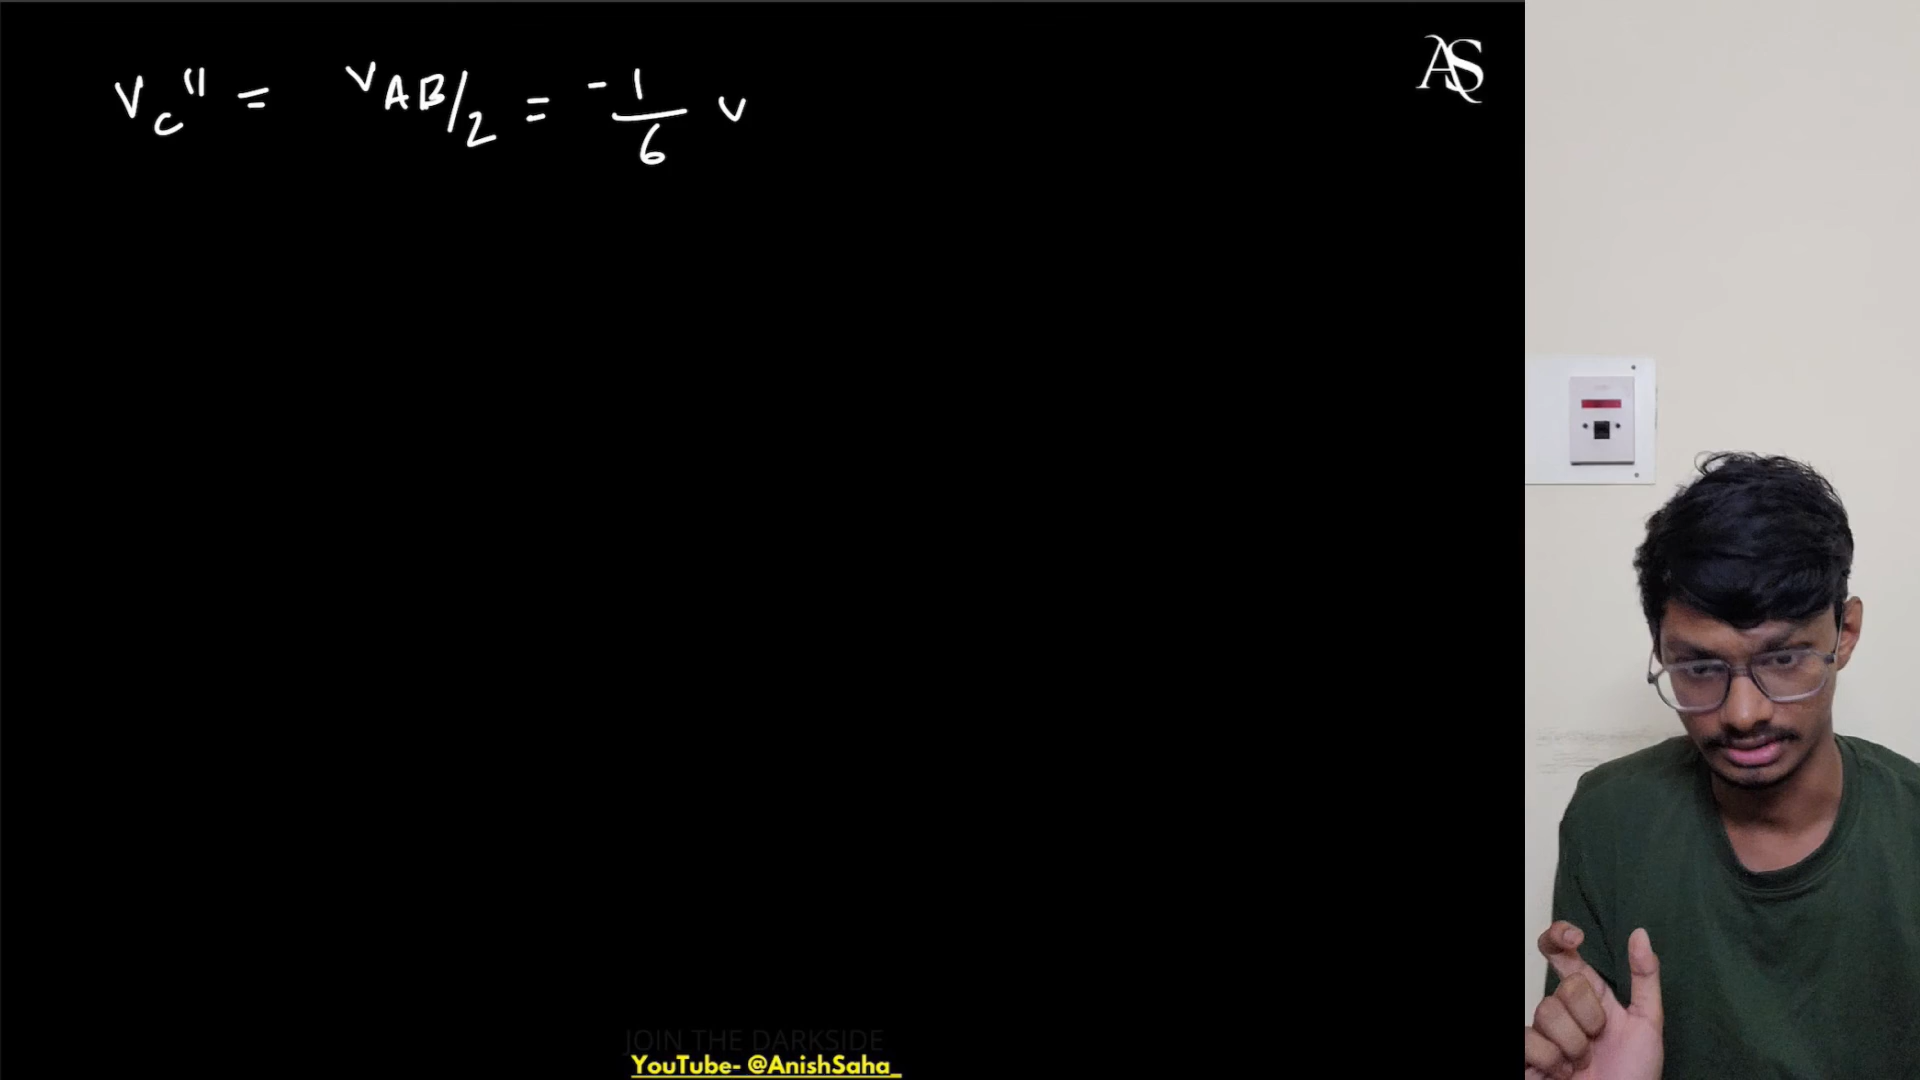 Vc'' = VAB/2 = -1/6 v
AS
JOIN THE DARKSIDE
YouTube- @AnishSaha_